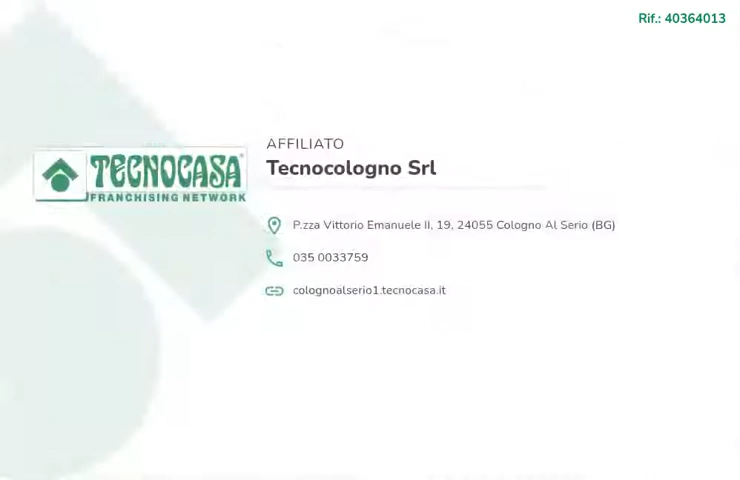 Rif.: 40364013
AFFILIATO
Tecnocologno Srl
TECNOCASA
FRANCHISING NETWORK
P.zza Vittorio Emanuele II, 19, 24055 Cologno Al Serio (BG)
035 0033759
colognoalserio1.tecnocasa.it